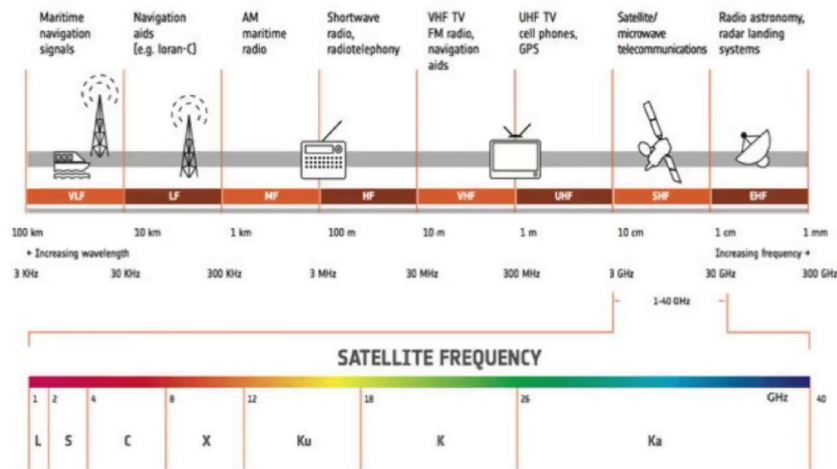 Maritime
navigation
signals
Navigation
aids
(e.g. loran-C)
AM
maritime
radio
Shortwave
radio,
radiotelephony
VHF TV
FM radio,
navigation
aids
UHF TV
cell phones,
GPS
Satellite/
microwave
telecommunications
Radio astronomy,
radar landing
systems
VLF LF MF HF VHF UHF SHF EHF
100 km 10 km 1 km 100 m 10 m 1 m 10 cm 1 cm 1 mm
← Increasing wavelength Increasing frequency →
3 KHz 30 KHz 300 KHz 3 MHz 30 MHz 300 MHz 3 GHz 30 GHz 300 GHz
1-40 GHz
SATELLITE FREQUENCY
1 2 4 8 12 18 26 GHz 40
L S C X Ku K Ka